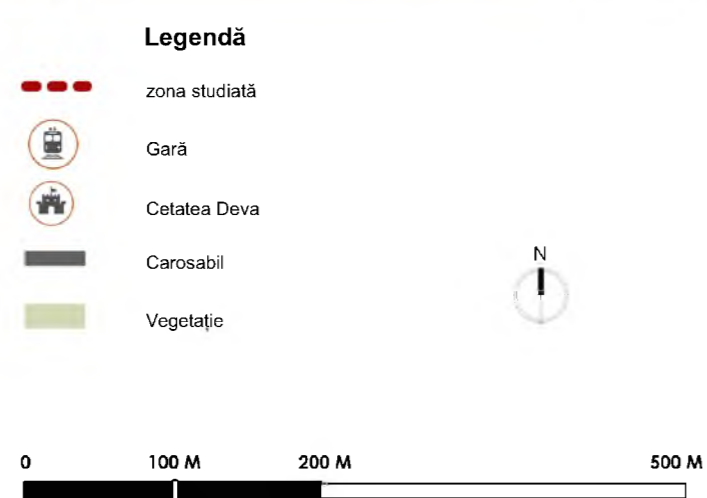 Legendă
zona studiată
Gară
Cetatea Deva
Carosabil
N
Vegetație
0 100 M 200 M 500 M